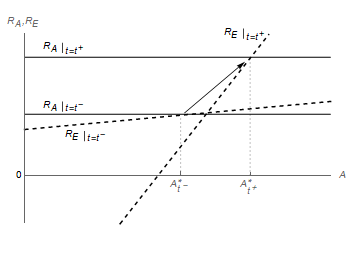 R_A,R_E
R_E |_{t=t^+}
R_A |_{t=t^+}
R_A |_{t=t^-}
R_E |_{t=t^-}
0
A^*_{t^-}
A^*_{t^+}
A